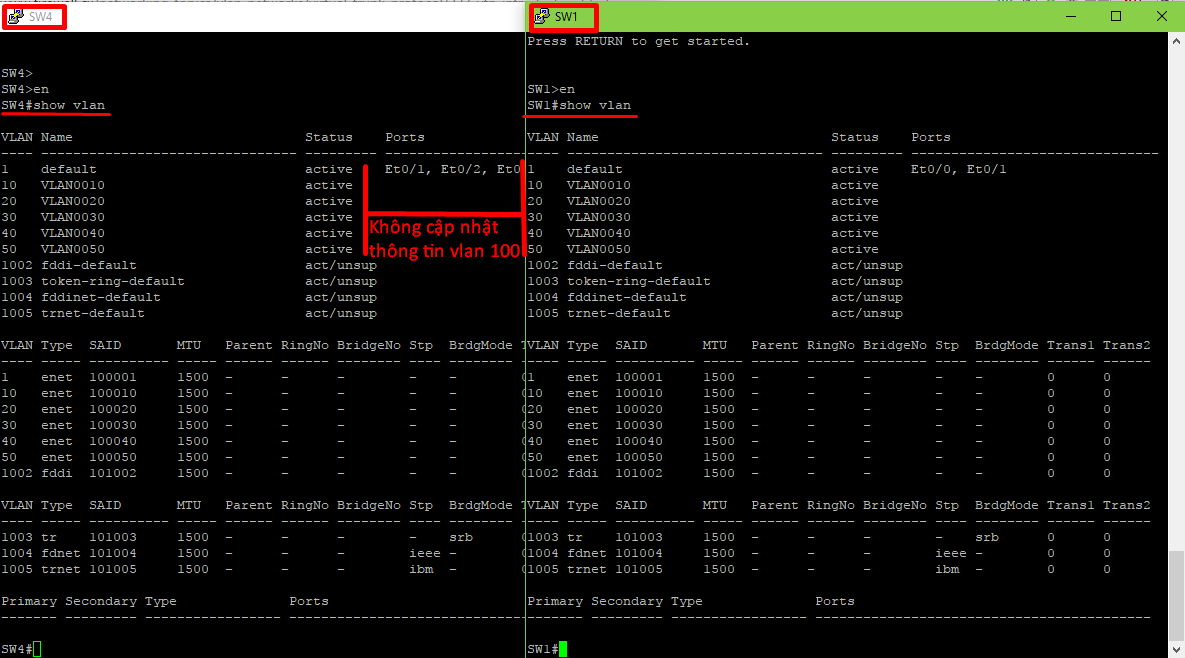 SW4
SW4>
SW4>en
SW4#show vlan
VLAN Name Status Ports
---- -------------------------------- --------- -----------------
1 default active Et0/1, Et0/2, Et0
10 VLAN0010 active
20 VLAN0020 active
30 VLAN0030 active
40 VLAN0040 active
50 VLAN0050 active
1002 fddi-default act/unsup
1003 token-ring-default act/unsup
1004 fddinet-default act/unsup
1005 trnet-default act/unsup
Không cập nhật
thông tin vlan 100
VLAN Type SAID MTU Parent RingNo BridgeNo Stp BrdgMode
---- ----- ---------- ----- ------ ------ -------- ---- --------
1 enet 100001 1500 - - - - -
10 enet 100010 1500 - - - - -
20 enet 100020 1500 - - - - -
30 enet 100030 1500 - - - - -
40 enet 100040 1500 - - - - -
50 enet 100050 1500 - - - - -
1002 fddi 101002 1500 - - - - -
VLAN Type SAID MTU Parent RingNo BridgeNo Stp BrdgMode
---- ----- ---------- ----- ------ ------ -------- ---- --------
1003 tr 101003 1500 - - - - srb
1004 fdnet 101004 1500 - - - ieee -
1005 trnet 101005 1500 - - - ibm -
Primary Secondary Type Ports
------- --------- ----------------- ------------------------------
SW4#
SW1
Press RETURN to get started.
SW1>en
SW1#show vlan
VLAN Name Status Ports
---- -------------------------------- --------- -------------------------------
1 default active Et0/0, Et0/1
10 VLAN0010 active
20 VLAN0020 active
30 VLAN0030 active
40 VLAN0040 active
50 VLAN0050 active
1002 fddi-default act/unsup
1003 token-ring-default act/unsup
1004 fddinet-default act/unsup
1005 trnet-default act/unsup
VLAN Type SAID MTU Parent RingNo BridgeNo Stp BrdgMode Trans1 Trans2
---- ----- ---------- ----- ------ ------ -------- ---- -------- ------ ------
1 enet 100001 1500 - - - - - 0 0
10 enet 100010 1500 - - - - - 0 0
20 enet 100020 1500 - - - - - 0 0
30 enet 100030 1500 - - - - - 0 0
40 enet 100040 1500 - - - - - 0 0
50 enet 100050 1500 - - - - - 0 0
1002 fddi 101002 1500 - - - - - 0 0
VLAN Type SAID MTU Parent RingNo BridgeNo Stp BrdgMode Trans1 Trans2
---- ----- ---------- ----- ------ ------ -------- ---- -------- ------ ------
1003 tr 101003 1500 - - - - srb 0 0
1004 fdnet 101004 1500 - - - ieee - 0 0
1005 trnet 101005 1500 - - - ibm - 0 0
Primary Secondary Type Ports
------- --------- ----------------- ------------------------------------------
SW1#